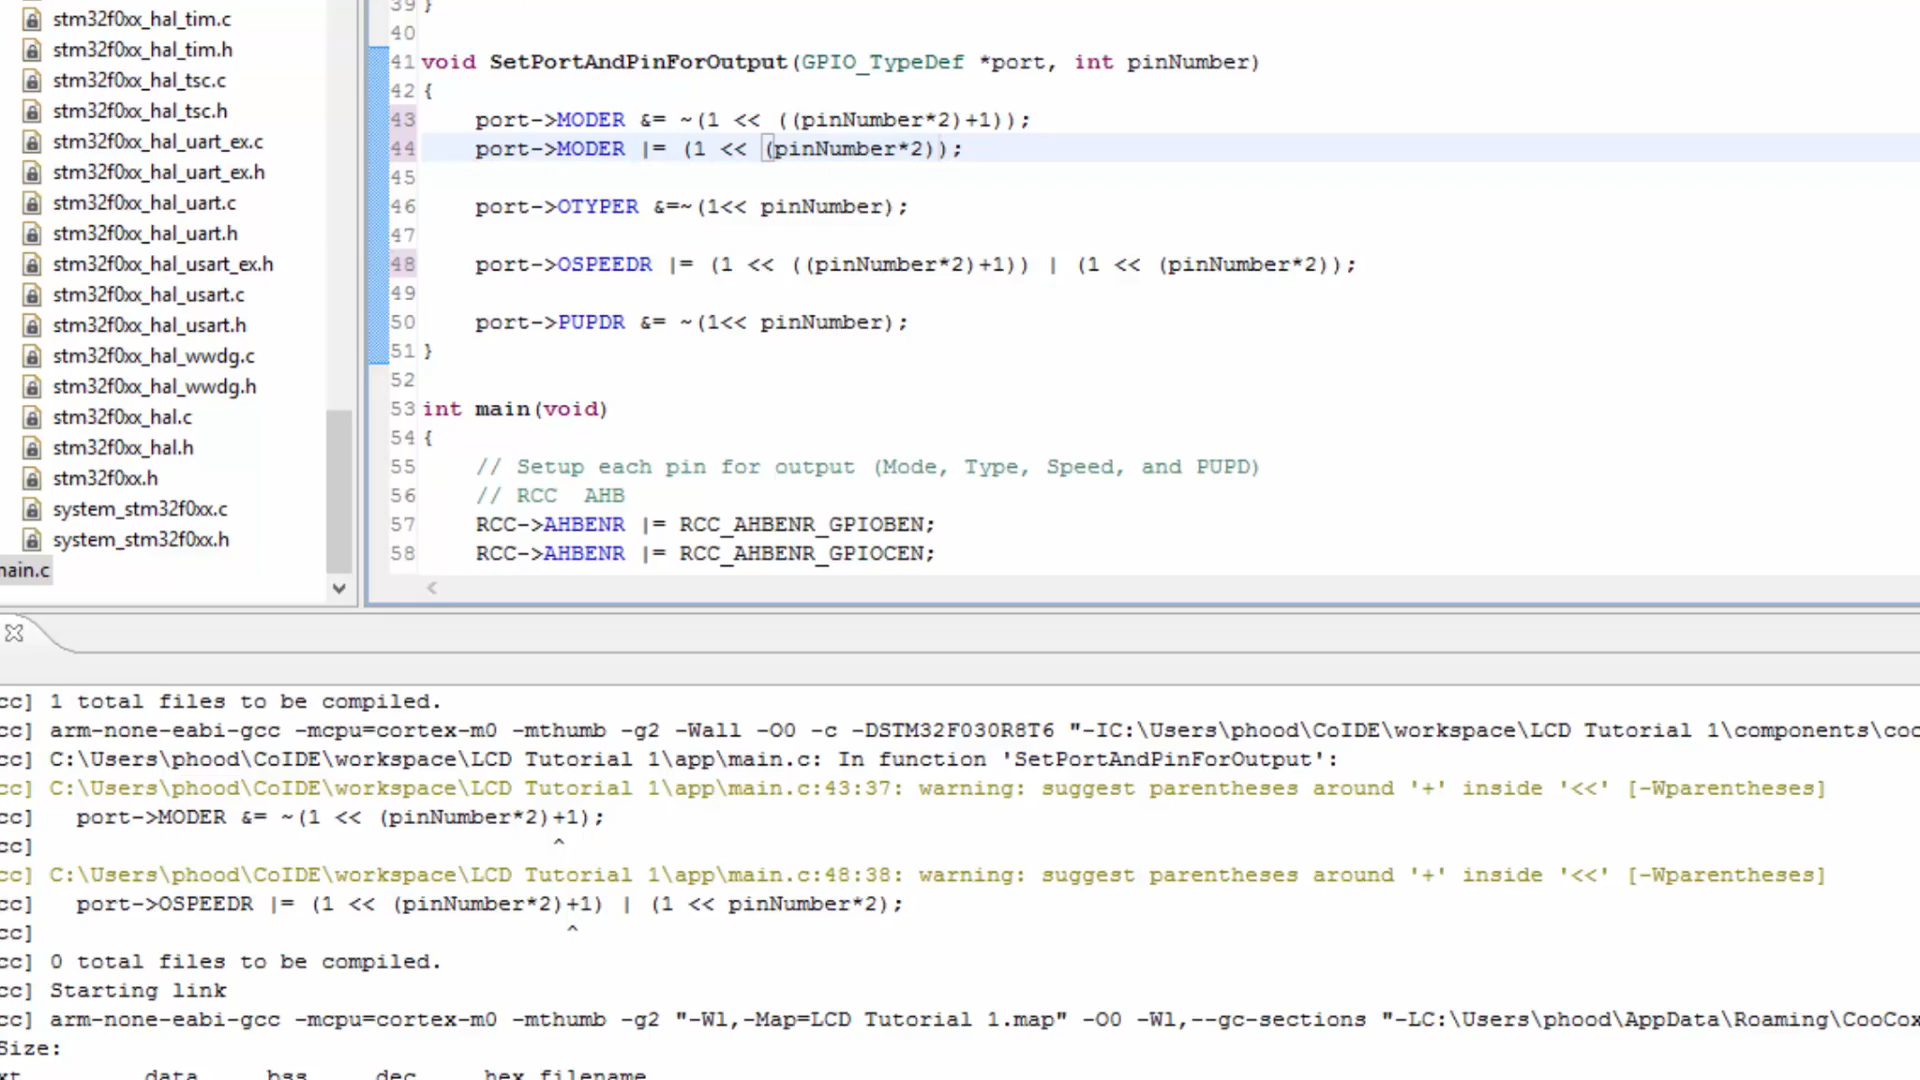 stm32f0xx_hal_tim.c
stm32f0xx_hal_tim.h
stm32f0xx_hal_tsc.c
stm32f0xx_hal_tsc.h
stm32f0xx_hal_uart_ex.c
stm32f0xx_hal_uart_ex.h
stm32f0xx_hal_uart.c
stm32f0xx_hal_uart.h
stm32f0xx_hal_usart_ex.h
stm32f0xx_hal_usart.c
stm32f0xx_hal_usart.h
stm32f0xx_hal_wwdg.c
stm32f0xx_hal_wwdg.h
stm32f0xx_hal.c
stm32f0xx_hal.h
stm32f0xx.h
system_stm32f0xx.c
system_stm32f0xx.h
main.c
39 }
40
41 void SetPortAndPinForOutput(GPIO_TypeDef *port, int pinNumber)
42 {
43 port->MODER &= ~(1 << ((pinNumber*2)+1));
44 port->MODER |= (1 << (pinNumber*2));
45
46 port->OTYPER &=~(1<< pinNumber);
47
48 port->OSPEEDR |= (1 << ((pinNumber*2)+1)) | (1 << (pinNumber*2));
49
50 port->PUPDR &= ~(1<< pinNumber);
51 }
52
53 int main(void)
54 {
55 // Setup each pin for output (Mode, Type, Speed, and PUPD)
56 // RCC  AHB
57 RCC->AHBENR |= RCC_AHBENR_GPIOBEN;
58 RCC->AHBENR |= RCC_AHBENR_GPIOCEN;
cc] 1 total files to be compiled.
cc] arm-none-eabi-gcc -mcpu=cortex-m0 -mthumb -g2 -Wall -O0 -c -DSTM32F030R8T6 "-IC:\Users\phood\CoIDE\workspace\LCD Tutorial 1\components\coo
cc] C:\Users\phood\CoIDE\workspace\LCD Tutorial 1\app\main.c: In function 'SetPortAndPinForOutput':
cc] C:\Users\phood\CoIDE\workspace\LCD Tutorial 1\app\main.c:43:37: warning: suggest parentheses around '+' inside '<<' [-Wparentheses]
cc] port->MODER &= ~(1 << (pinNumber*2)+1);
cc] ^
cc] C:\Users\phood\CoIDE\workspace\LCD Tutorial 1\app\main.c:48:38: warning: suggest parentheses around '+' inside '<<' [-Wparentheses]
cc] port->OSPEEDR |= (1 << (pinNumber*2)+1) | (1 << pinNumber*2);
cc] ^
cc] 0 total files to be compiled.
cc] Starting link
cc] arm-none-eabi-gcc -mcpu=cortex-m0 -mthumb -g2 "-Wl,-Map=LCD Tutorial 1.map" -O0 -Wl,--gc-sections "-LC:\Users\phood\AppData\Roaming\CooCox
Size:
xt data bss dec hex filename